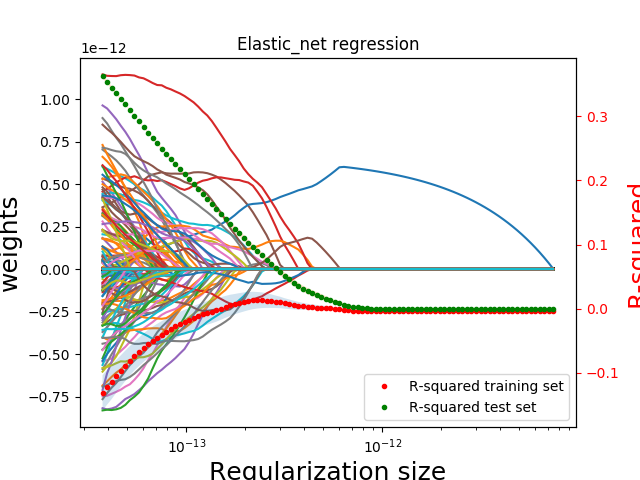 Elastic_net regression
1e−12
1.00
0.75
0.50
0.25
0.00
−0.25
−0.50
−0.75
weights
0.3
0.2
0.1
0.0
−0.1
R-squared
R-squared training set
R-squared test set
10⁻¹³
10⁻¹²
Regularization size